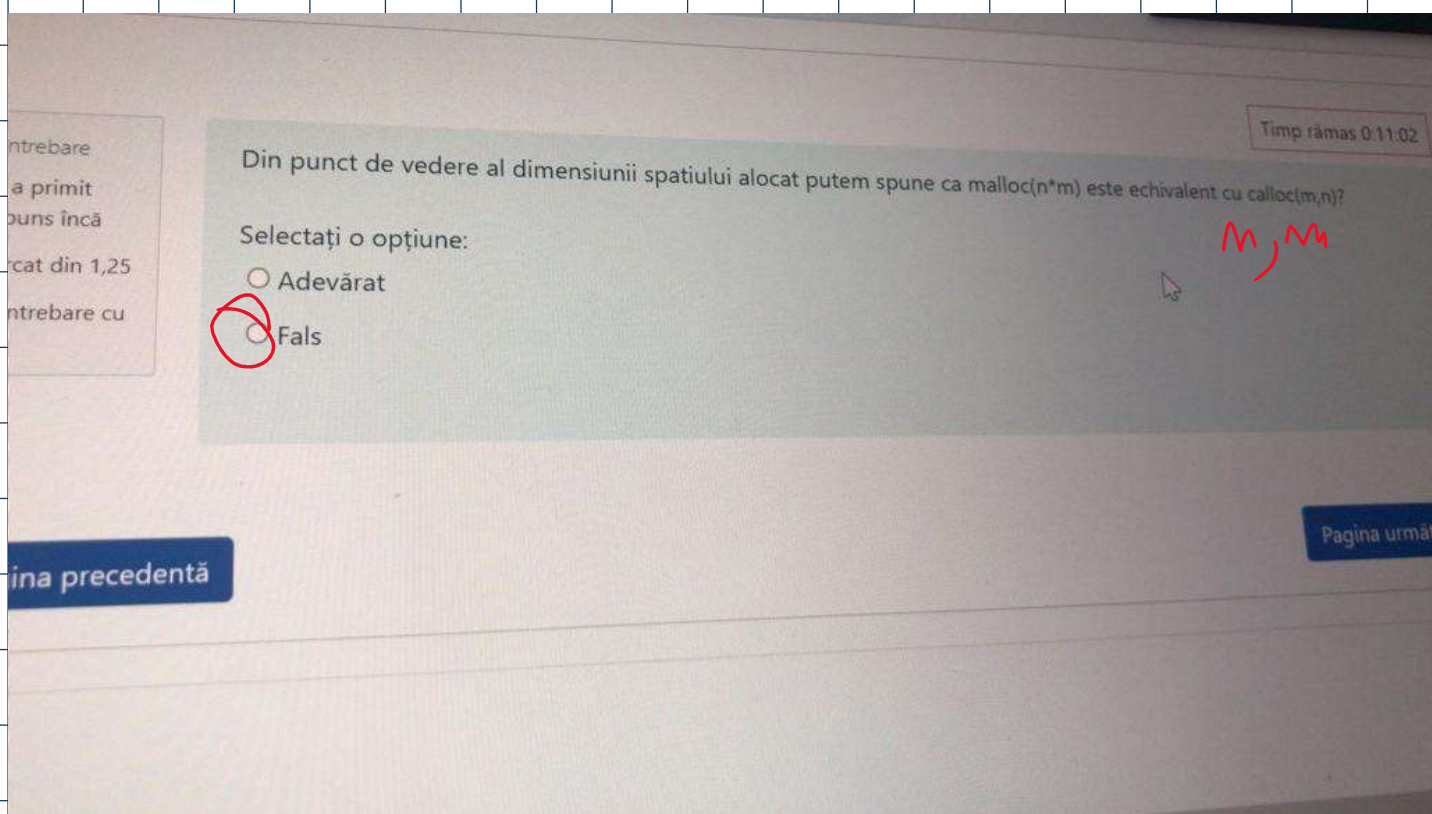 Timp rămas 0:11:02
ntrebare
a primit
puns încă
rcat din 1,25
ntrebare cu
Din punct de vedere al dimensiunii spatiului alocat putem spune ca malloc(n*m) este echivalent cu calloc(m,n)?
Selectați o opțiune:
Adevărat
Fals
ina precedentă
Pagina urmă